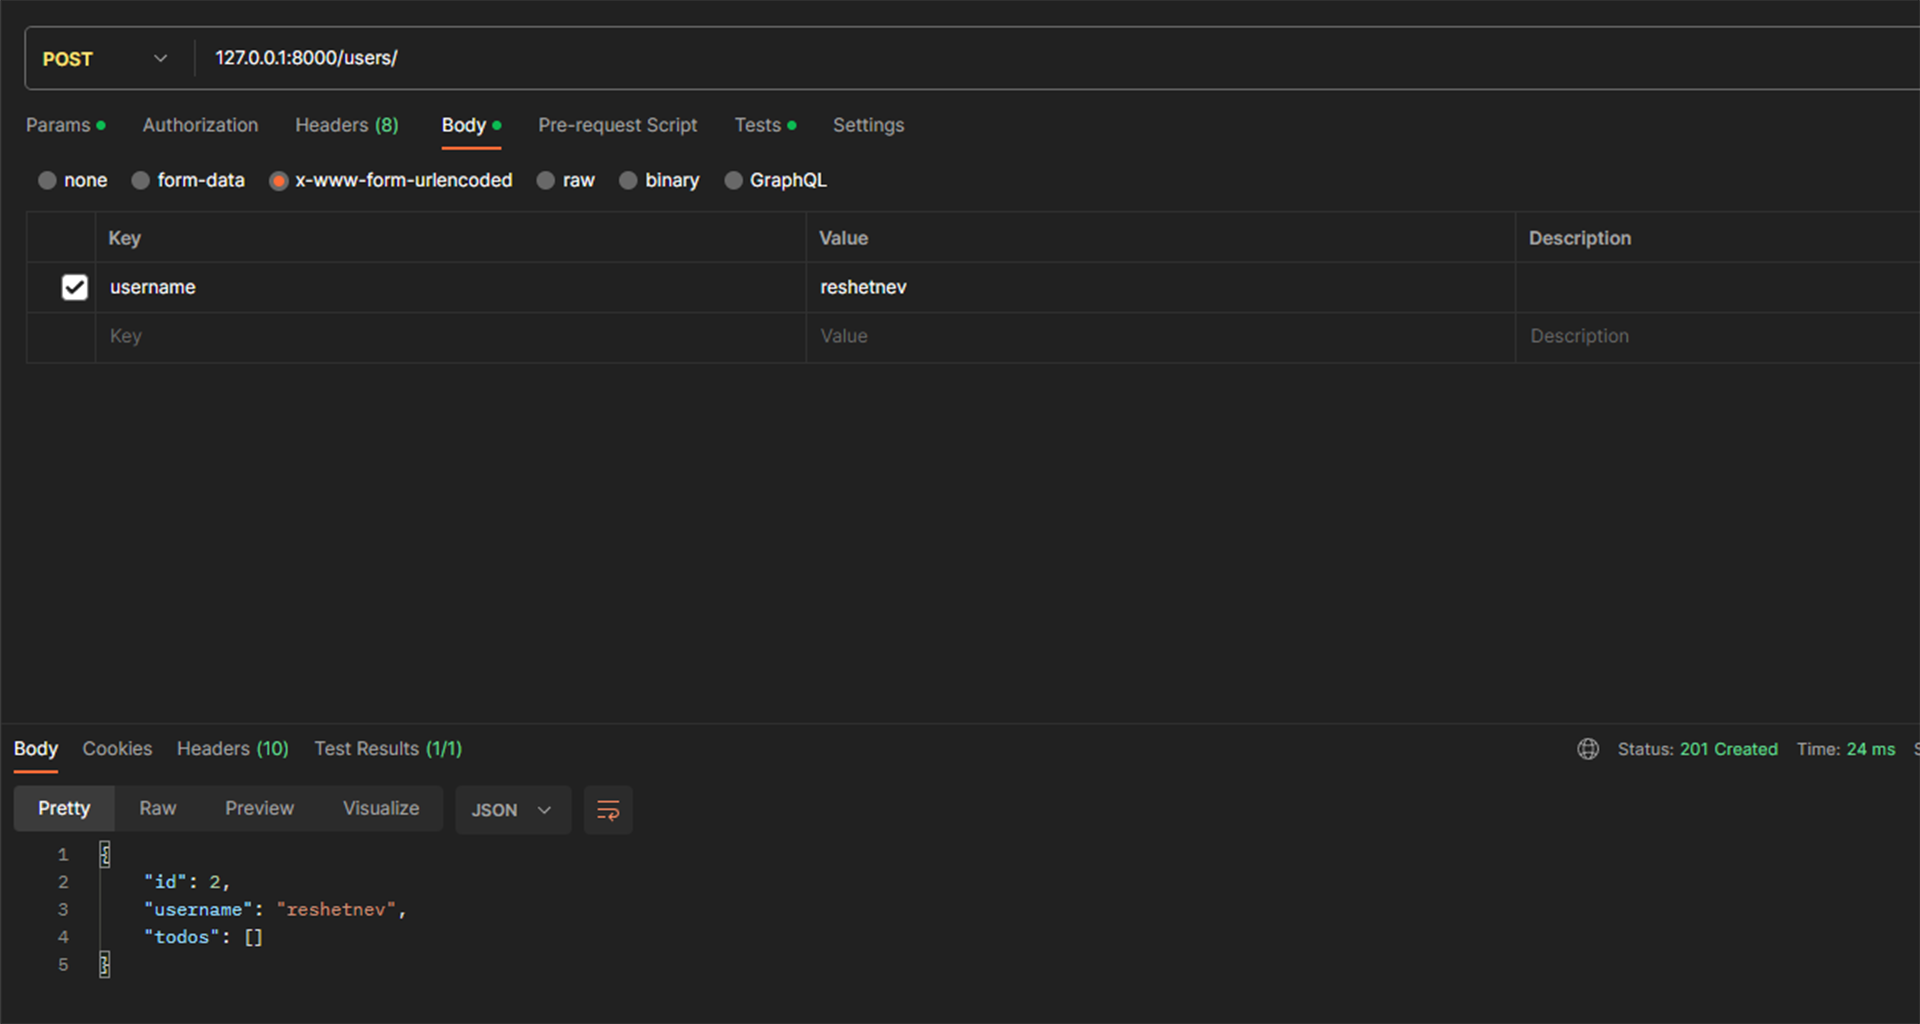 POST 127.0.0.1:8000/users/
Params Authorization Headers (8) Body Pre-request Script Tests Settings
none form-data x-www-form-urlencoded raw binary GraphQL
Key Value Description
username reshetnev
Key Value Description
Body Cookies Headers (10) Test Results (1/1) Status: 201 Created Time: 24 ms
Pretty Raw Preview Visualize JSON
1 {
2 "id": 2,
3 "username": "reshetnev",
4 "todos": []
5 }